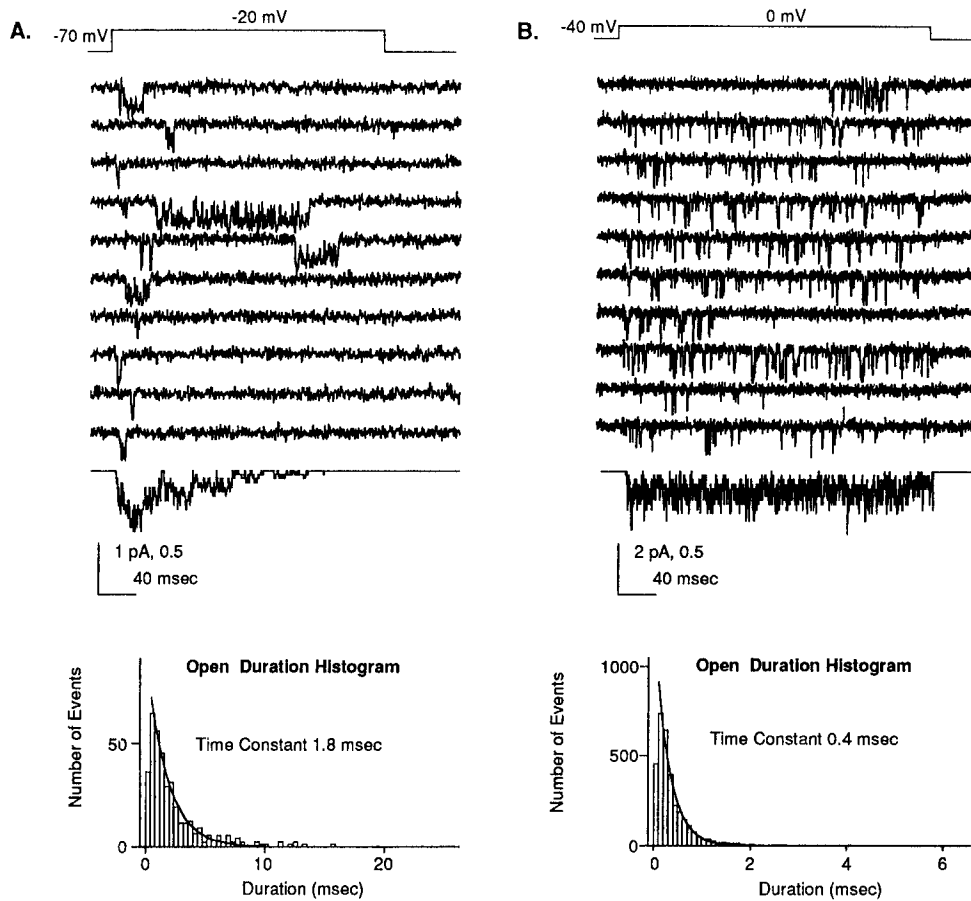 A.
-70 mV
-20 mV
1 pA, 0.5
40 msec
Number of Events
Open Duration Histogram
Time Constant 1.8 msec
50
0
0
10
20
Duration (msec)
B.
-40 mV
0 mV
2 pA, 0.5
40 msec
Number of Events
Open Duration Histogram
Time Constant 0.4 msec
1000
500
0
0
2
4
6
Duration (msec)